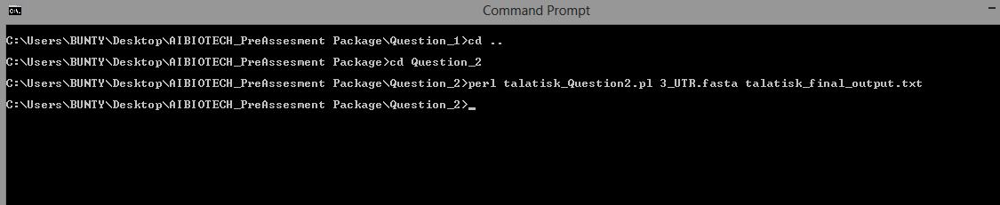 Command Prompt
C:\Users\BUNTY\Desktop\AIBIOTECH_PreAssesment Package\Question_1>cd ..
C:\Users\BUNTY\Desktop\AIBIOTECH_PreAssesment Package>cd Question_2
C:\Users\BUNTY\Desktop\AIBIOTECH_PreAssesment Package\Question_2>perl talatisk_Question2.pl 3_UTR.fasta talatisk_final_output.txt
C:\Users\BUNTY\Desktop\AIBIOTECH_PreAssesment Package\Question_2>_